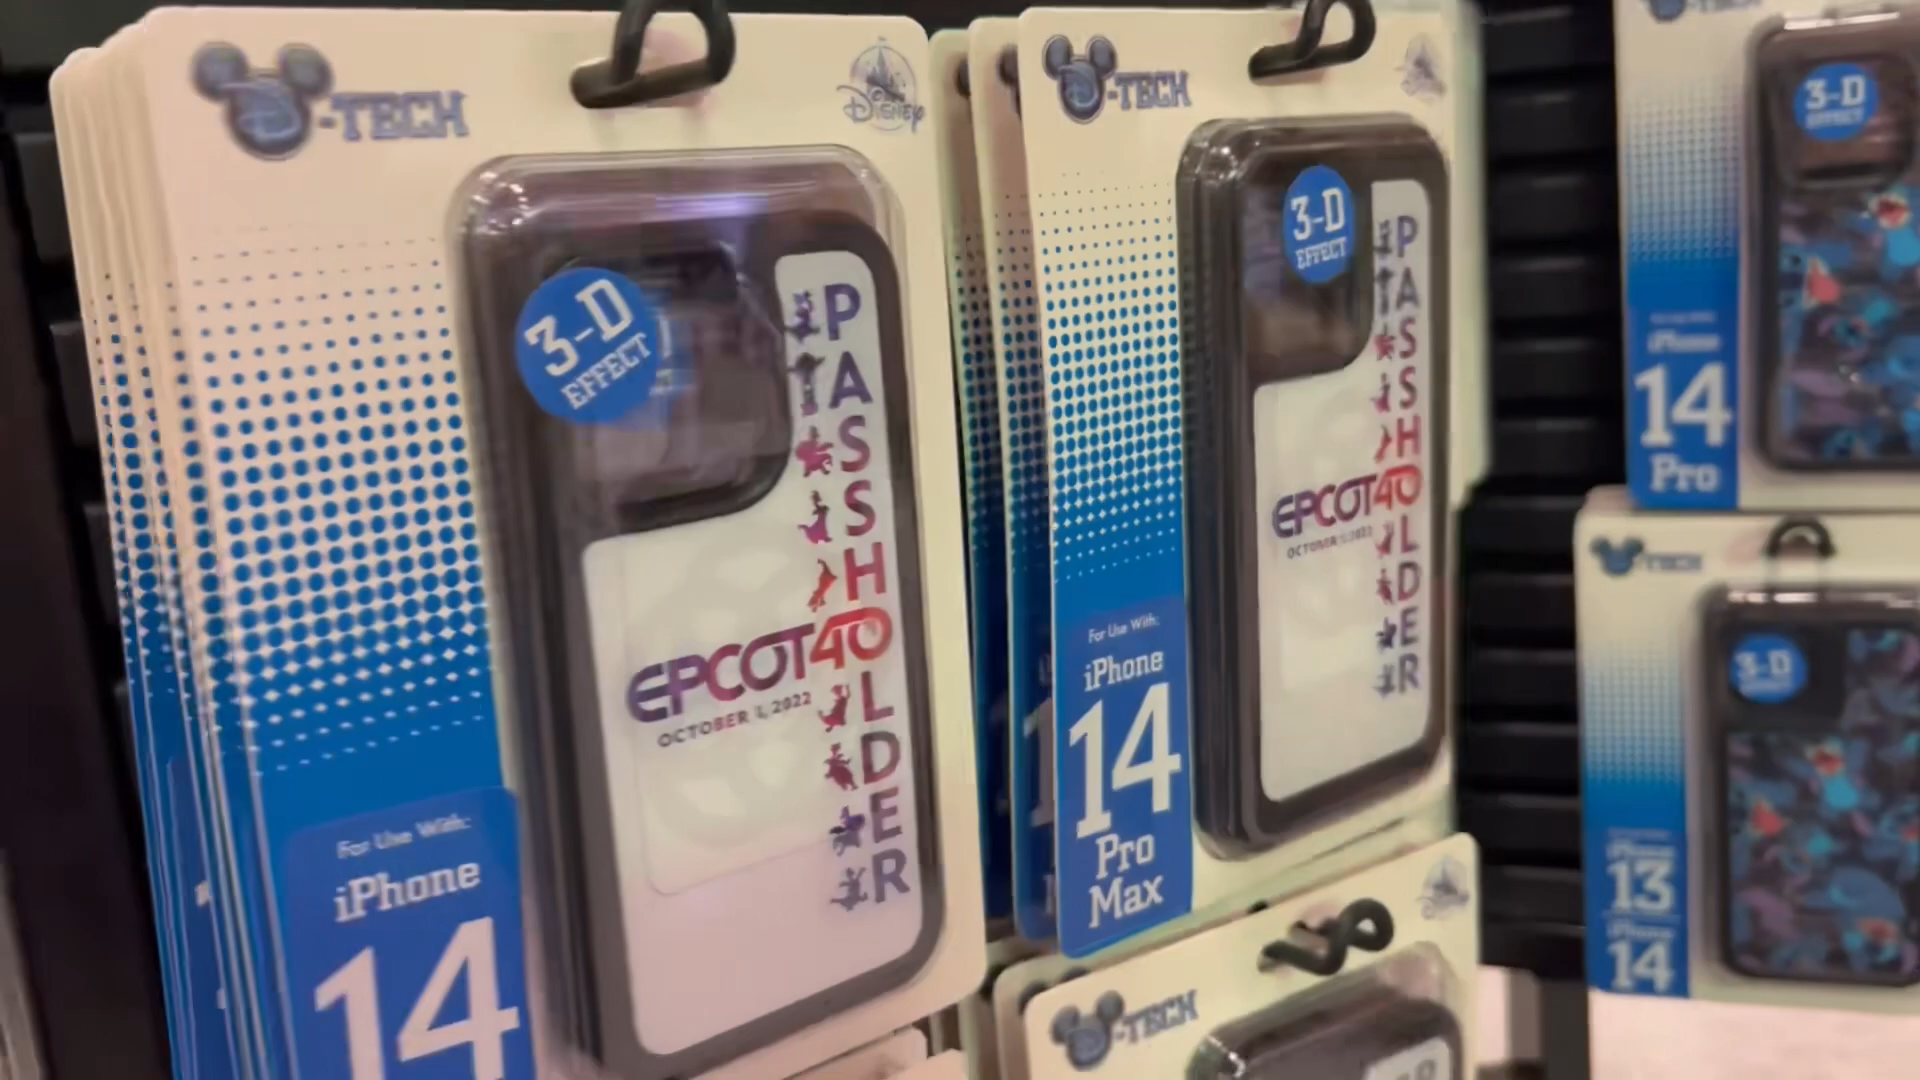 D-TECH
Disney
3-D
EFFECT
PASSHOLDER
EPCOT40
OCTOBER 1, 2022
For Use With:
iPhone
14
D-TECH
3-D
EFFECT
PASSHOLDER
EPCOT40
OCTOBER 1, 2022
For Use With:
iPhone
14
Pro
Max
D-TECH
-TECH
3-D
EFFECT
iPhone
14
Pro
-TECH
3-D
EFFECT
iPhone
13
iPhone
14